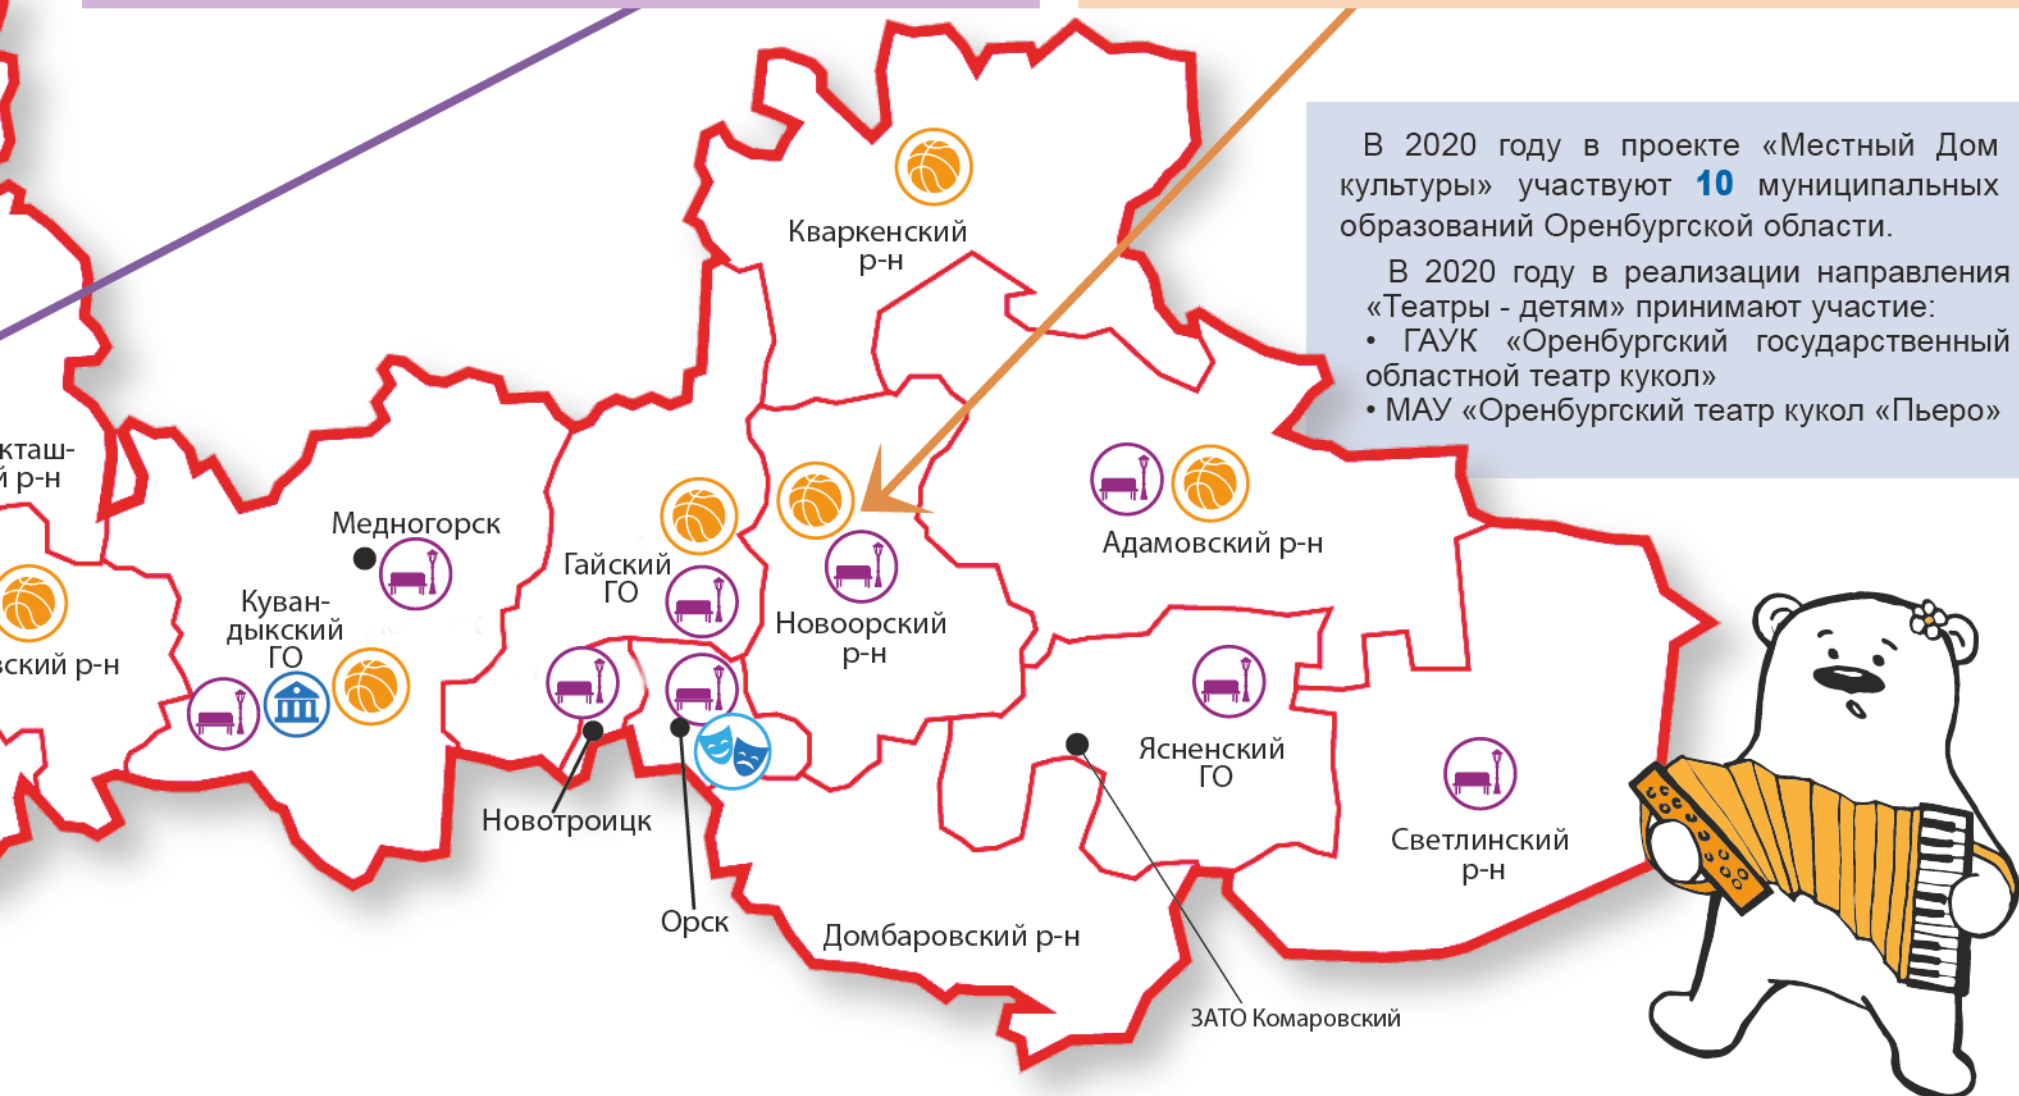 В 2020 году в проекте «Местный Дом
культуры» участвуют 10 муниципальных
образований Оренбургской области.
В 2020 году в реализации направления
«Театры - детям» принимают участие:
• ГАУК «Оренбургский государственный
областной театр кукол»
• МАУ «Оренбургский театр кукол «Пьеро»
Кваркенский
р-н
кташ-
й р-н
Медногорск
Гайский
ГО
Адамовский р-н
Куван-
дыкский
ГО
Новоорский
р-н
вский р-н
Ясненский
ГО
Новотроицк
Светлинский
р-н
Орск
Домбаровский р-н
ЗАТО Комаровский